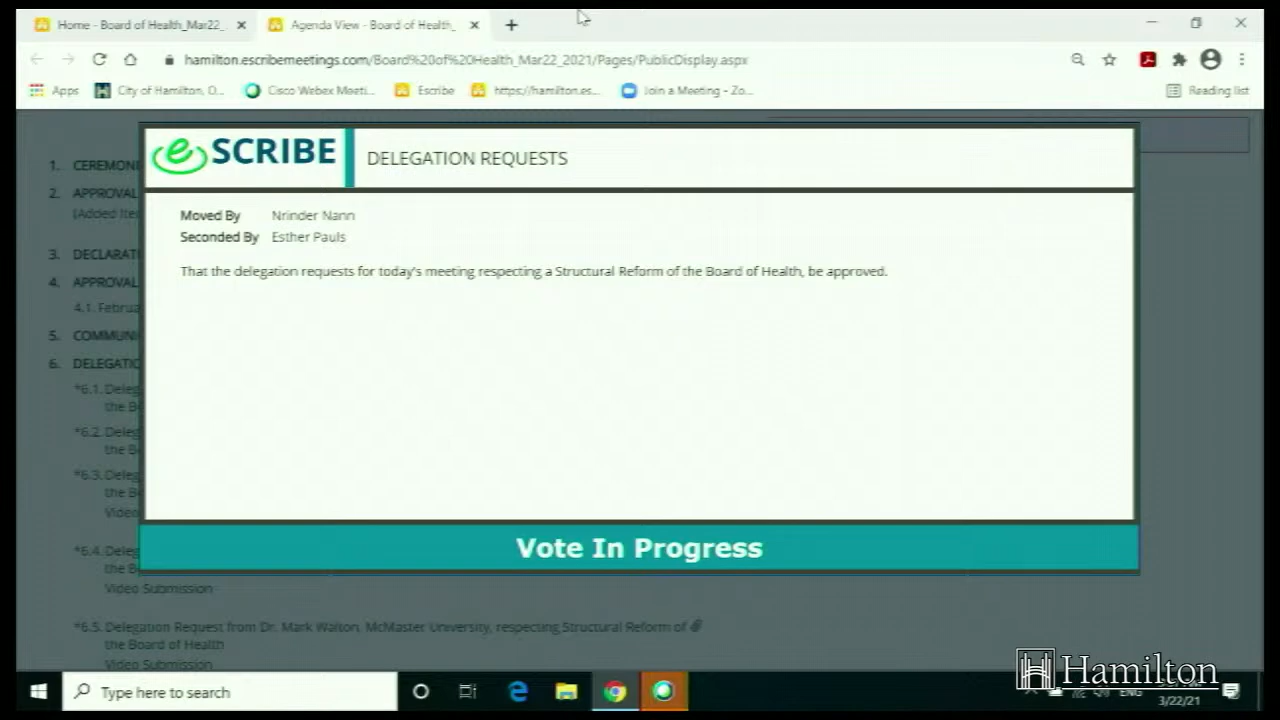 Home - Board of Health_Mar22_
Agenda View - Board of Health_
hamilton.escribemeetings.com/Board%20of%20Health_Mar22_2021/Pages/PublicDisplay.aspx
Apps
City of Hamilton, O...
Cisco Webex Meeti...
Escribe
https://hamilton.es...
Join a Meeting - Zo...
Reading list
eSCRIBE
DELEGATION REQUESTS
Moved By Nrinder Nann
Seconded By Esther Pauls
That the delegation requests for today's meeting respecting a Structural Reform of the Board of Health, be approved.
Vote In Progress
1. CEREMONI
2. APPROVAL
(Added Ite
3. DECLARAT
4. APPROVAL
4.1. Februa
5. COMMUNI
6. DELEGATIO
*6.1. Deleg
the B
*6.2. Deleg
the B
*6.3. Deleg
the B
Video
*6.4. Deleg
the B
Video Submission
*6.5. Delegation Request from Dr. Mark Walton, McMaster University, respecting Structural Reform of
the Board of Health
Video Submission
Hamilton
Type here to search
ENG
3/22/21